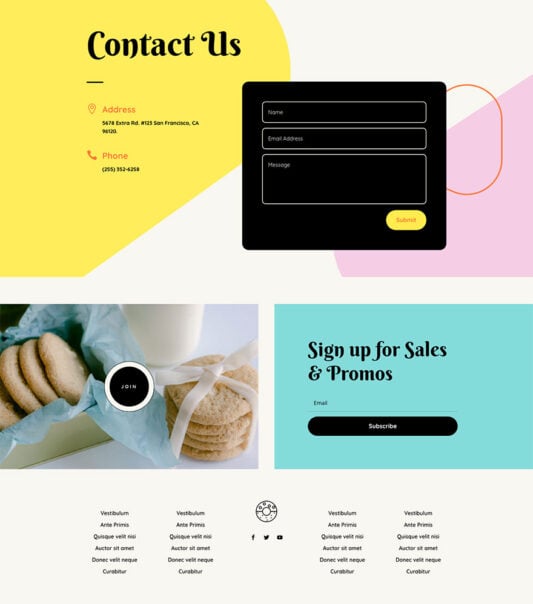 Contact Us
Address
5678 Extra Rd. #123 San Francisco, CA
96120.
Phone
(255) 352-6258
Name
Email Address
Message
Submit
JOIN
Sign up for Sales
& Promos
Email
Subscribe
Vestibulum
Ante Primis
Quisque velit nisi
Auctor sit amet
Donec velit neque
Curabitur
Vestibulum
Ante Primis
Quisque velit nisi
Auctor sit amet
Donec velit neque
Curabitur
Vestibulum
Ante Primis
Quisque velit nisi
Auctor sit amet
Donec velit neque
Curabitur
Vestibulum
Ante Primis
Quisque velit nisi
Auctor sit amet
Donec velit neque
Curabitur